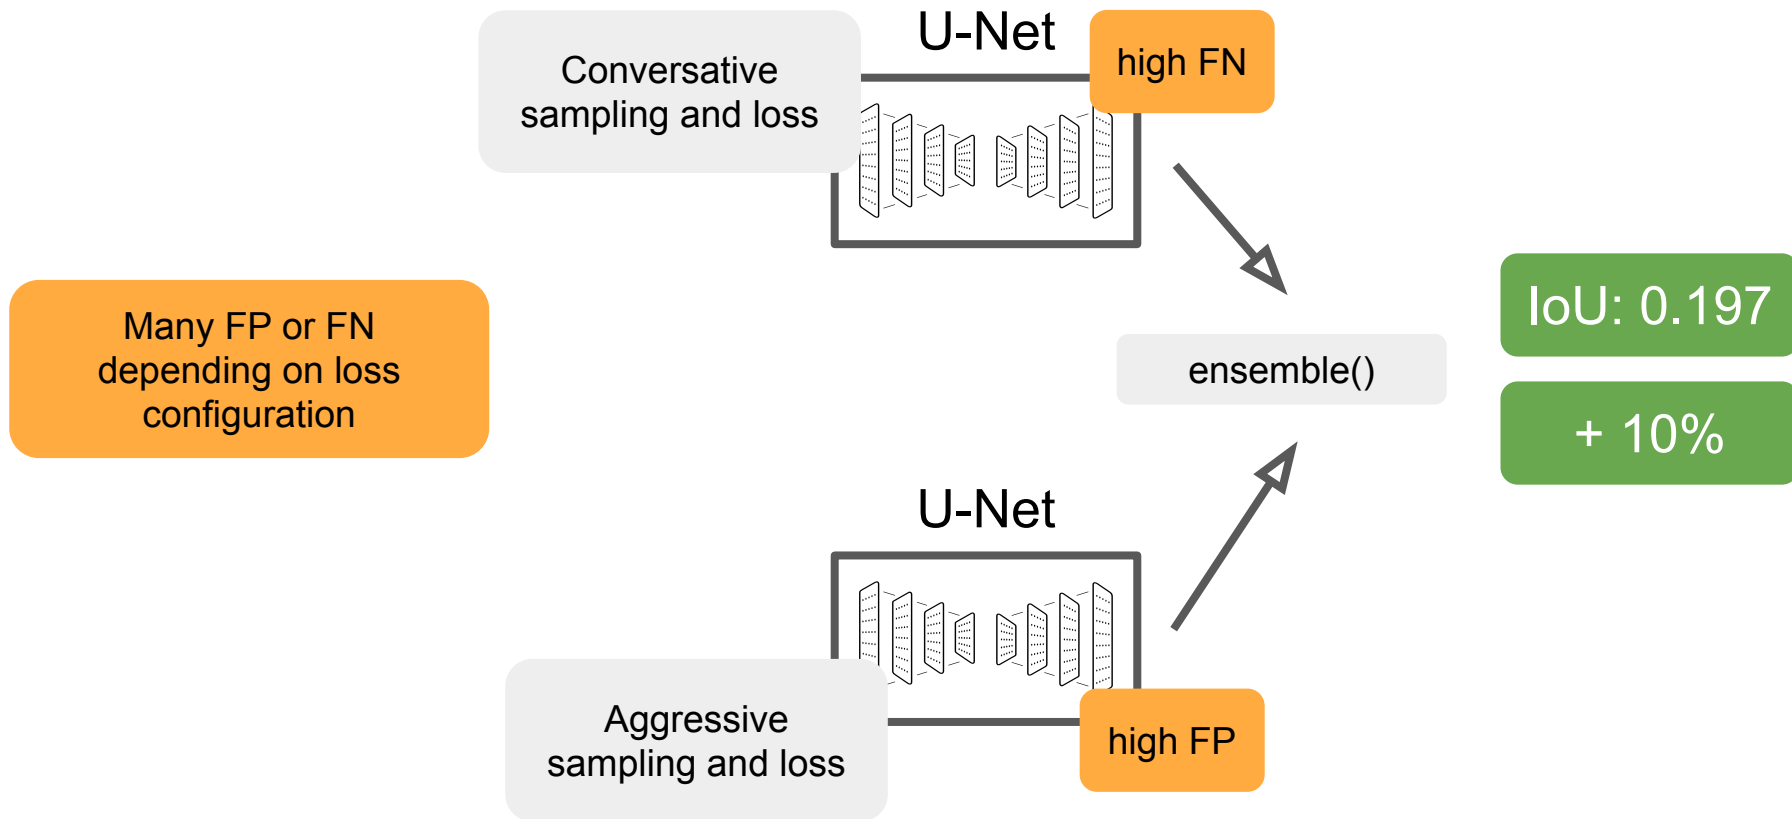 U-Net
Conversative
sampling and loss
high FN
Many FP or FN
depending on loss
configuration
ensemble()
IoU: 0.197
+ 10%
U-Net
Aggressive
sampling and loss
high FP